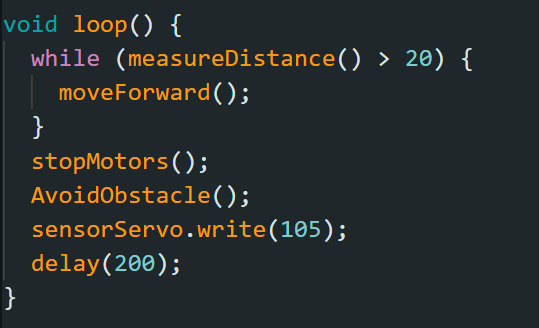 void loop() {
  while (measureDistance() > 20) {
    moveForward();
  }
  stopMotors();
  AvoidObstacle();
  sensorServo.write(105);
  delay(200);
}